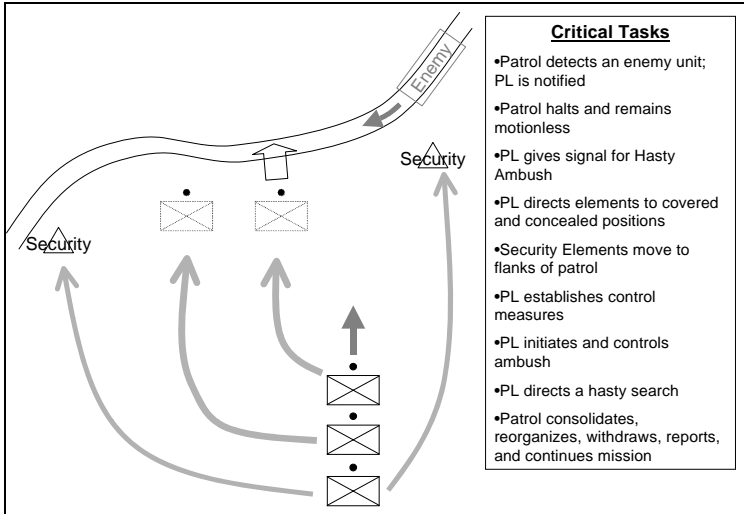 Enemy
Security
Security
Critical Tasks
•Patrol detects an enemy unit;
PL is notified
•Patrol halts and remains
motionless
•PL gives signal for Hasty
Ambush
•PL directs elements to covered
and concealed positions
•Security Elements move to
flanks of patrol
•PL establishes control
measures
•PL initiates and controls
ambush
•PL directs a hasty search
•Patrol consolidates,
reorganizes, withdraws, reports,
and continues mission